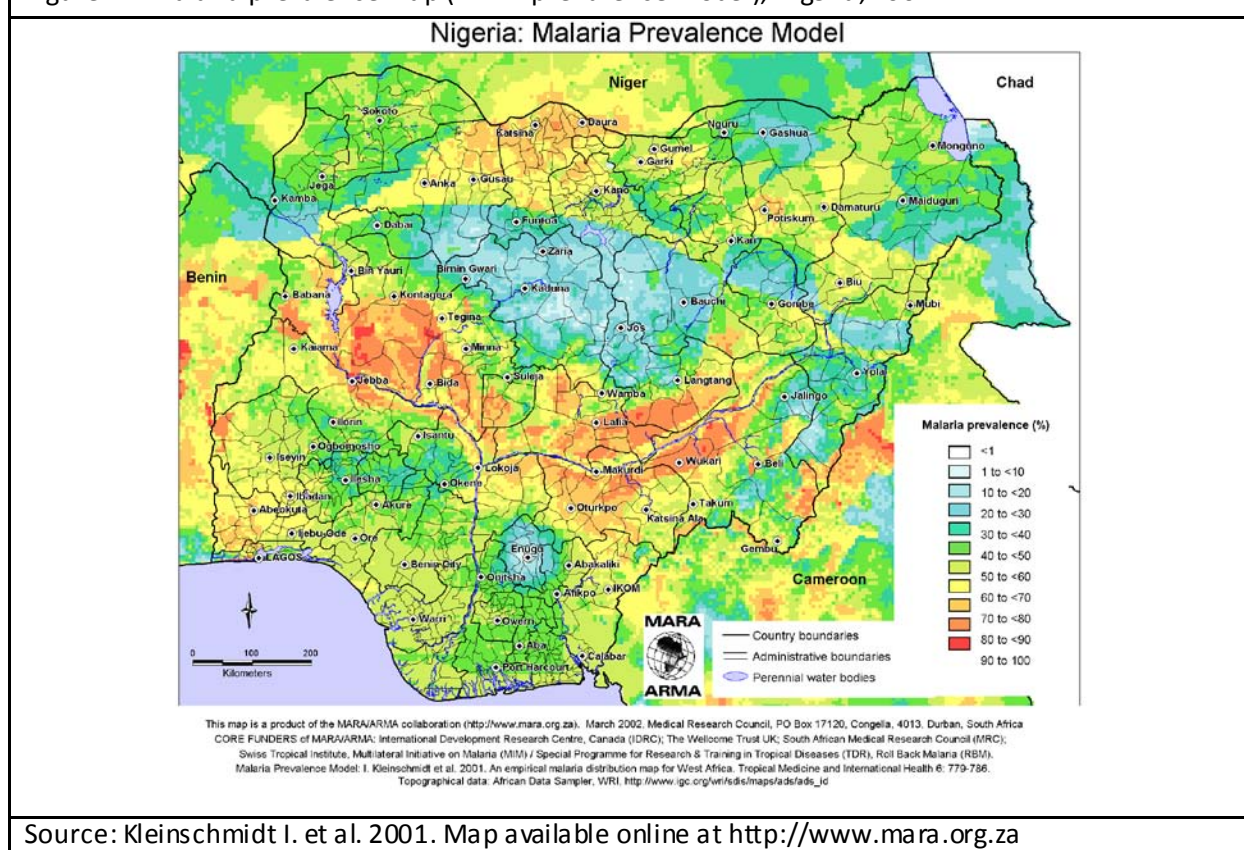 Nigeria: Malaria Prevalence Model
Niger
Chad
Sokoto
Katsina
Daura
Nguru
Gashua
Gumel
Garki
Monguno
Jega
Anka
Gusau
Kano
Kamba
Potiskum
Damaturu
Maiduguri
Dabai
Funtua
Kari
Zaria
Benin
Bin Yauri
Birnin Gwari
Kaduna
Biu
Babana
Kontagora
Bauchi
Gombe
Mubi
Tegina
Jos
Kaiama
Minna
Jebba
Bida
Suleja
Langtang
Yola
Wamba
Jalingo
Ilorin
Lafia
Isantu
Ogbomosho
Iseyin
Lokoja
Makurdi
Wukari
Beli
Ilesha
Okene
Ibadan
Abeokuta
Akure
Oturkpo
Katsina Ala
Takum
Ijebu-Ode
Ore
Gembu
LAGOS
Enugu
Benin City
Abakaliki
Onitsha
Cameroon
Afikpo
IKOM
Warri
Owerri
Aba
Calabar
Port Harcourt
Malaria prevalence (%)
<1
1 to <10
10 to <20
20 to <30
30 to <40
40 to <50
50 to <60
60 to <70
70 to <80
80 to <90
90 to 100
0 100 200
Kilometers
MARA
ARMA
Country boundaries
Administrative boundaries
Perennial water bodies
This map is a product of the MARA/ARMA collaboration (http://www.mara.org.za). March 2002, Medical Research Council, PO Box 17120, Congella, 4013, Durban, South Africa
CORE FUNDERS of MARA/ARMA: International Development Research Centre, Canada (IDRC); The Wellcome Trust UK; South African Medical Research Council (MRC);
Swiss Tropical Institute, Multilateral Initiative on Malaria (MIM) / Special Programme for Research & Training in Tropical Diseases (TDR), Roll Back Malaria (RBM).
Malaria Prevalence Model: I. Kleinschmidt et al. 2001. An empirical malaria distribution map for West Africa. Tropical Medicine and International Health 6: 779-786.
Topographical data: African Data Sampler, WRI, http://www.igc.org/wri/sdis/maps/ads/ads_id
Source: Kleinschmidt I. et al. 2001. Map available online at http://www.mara.org.za